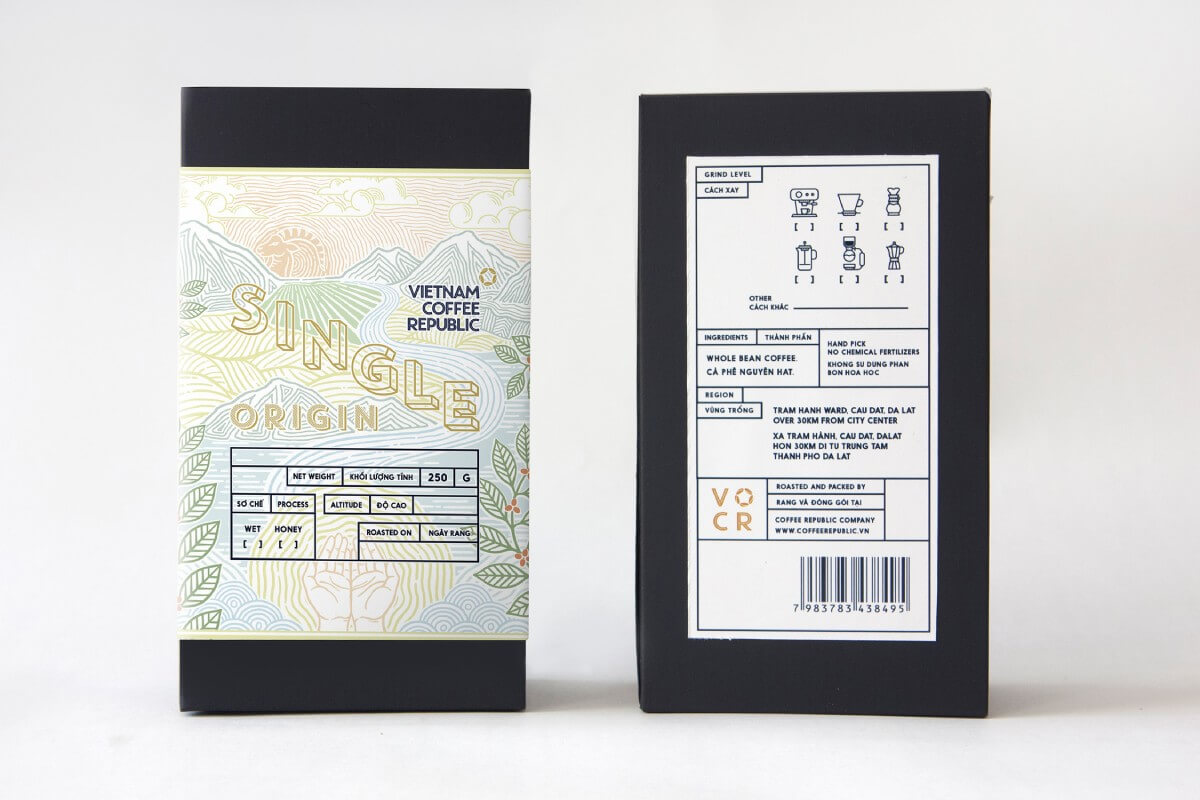 VIETNAM
COFFEE
REPUBLIC
SINGLE
ORIGIN
NET WEIGHT KHỐI LƯỢNG TỊNH 250 G
SƠ CHẾ PROCESS ALTITUDE ĐỘ CAO
WET HONEY
[ ] [ ]
ROASTED ON NGÀY RANG
GRIND LEVEL
CÁCH XAY
[ ] [ ] [ ]
[ ] [ ] [ ]
OTHER
CÁCH KHÁC
INGREDIENTS THÀNH PHẦN
WHOLE BEAN COFFEE.
CÀ PHÊ NGUYÊN HAT.
HAND PICK
NO CHEMICAL FERTILIZERS
KHONG SU DUNG PHAN
BON HOA HOC
REGION
VÙNG TRỒNG
TRAM HANH WARD, CAU DAT, DA LAT
OVER 30KM FROM CITY CENTER
XA TRAM HÀNH, CAU DAT, DALAT
HON 30KM DI TU TRUNG TAM
THANH PHO DA LAT
VO
CR
ROASTED AND PACKED BY
RANG VÀ ĐÓNG GÓI TẠI
COFFEE REPUBLIC COMPANY
WWW.COFFEEREPUBLIC.VN
7 983783 438495